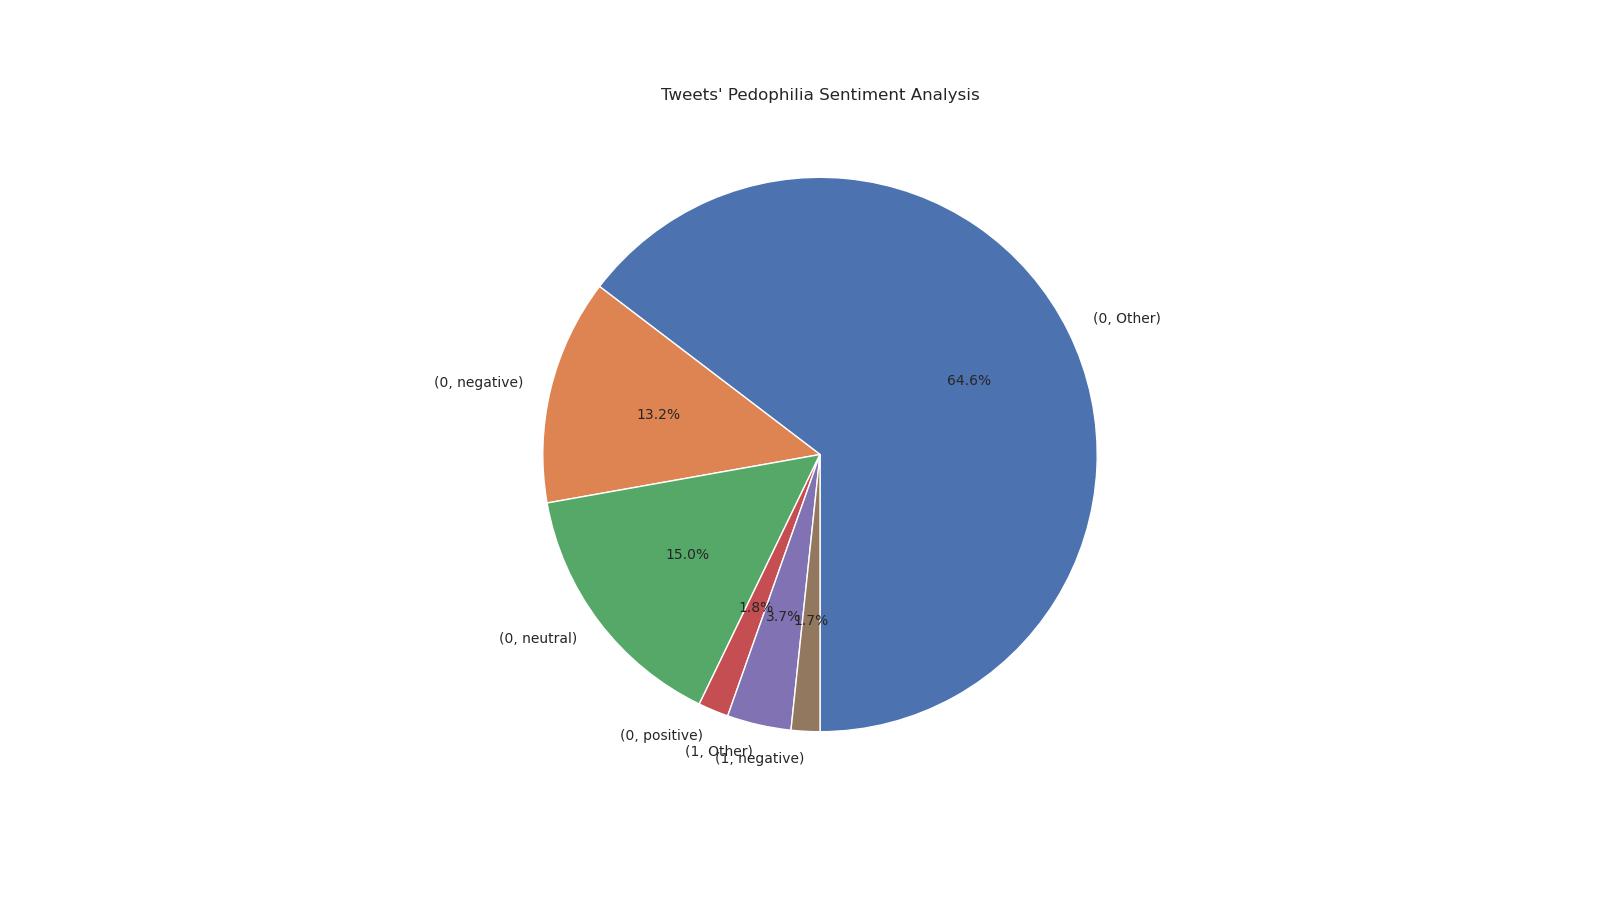 Tweets' Pedophilia Sentiment Analysis
(0, Other)
64.6%
(0, negative)
13.2%
15.0%
(0, neutral)
1.8%
3.7%
1.7%
(0, positive)
(1, Other)
(1, negative)